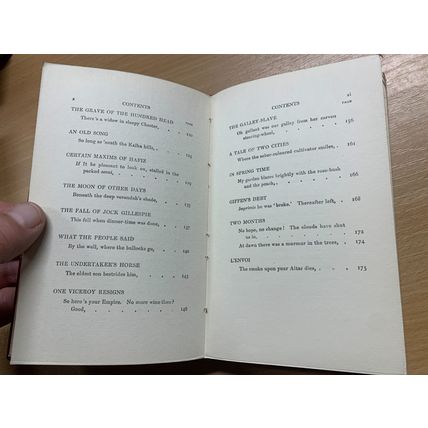 x
CONTENTS
PAGE
THE GRAVE OF THE HUNDRED HEAD
There's a widow in sleepy Chester, . . 120
AN OLD SONG
So long as 'neath the Kalka hills, . . . 125
CERTAIN MAXIMS OF HAFIZ
If It be pleasant to look on, stalled in the
packed serai, . . . . 129
THE MOON OF OTHER DAYS
Beneath the deep verandah's shade,
THE FALL OF JOCK GILLESPIE
This fell when dinner-time was done,
WHAT THE PEOPLE SAID
By the well, where the bullocks go, . .
THE UNDERTAKER'S HORSE
The eldest son bestrides him, . . . 145
ONE VICEROY RESIGNS
So here's your Empire. No more wine then?
Good, . . . . . 148
CONTENTS
xi
PAGE
THE GALLEY-SLAVE
Oh gallant was our galley from her carven
steering-wheel, . . . . 156
A TALE OF TWO CITIES
Where the sober-coloured cultivator smiles, . 161
IN SPRING TIME
My garden blazes brightly with the rose-bush
and the peach, . . . . 166
GIFFEN'S DEBT
Imprimis he was 'broke.' Thereafter left, . 168
TWO MONTHS
No hope, no change! The clouds have shut
us in, . . . . . 172
At dawn there was a murmur in the trees, . 174
L'ENVOI
The smoke upon your Altar dies, . . . 175